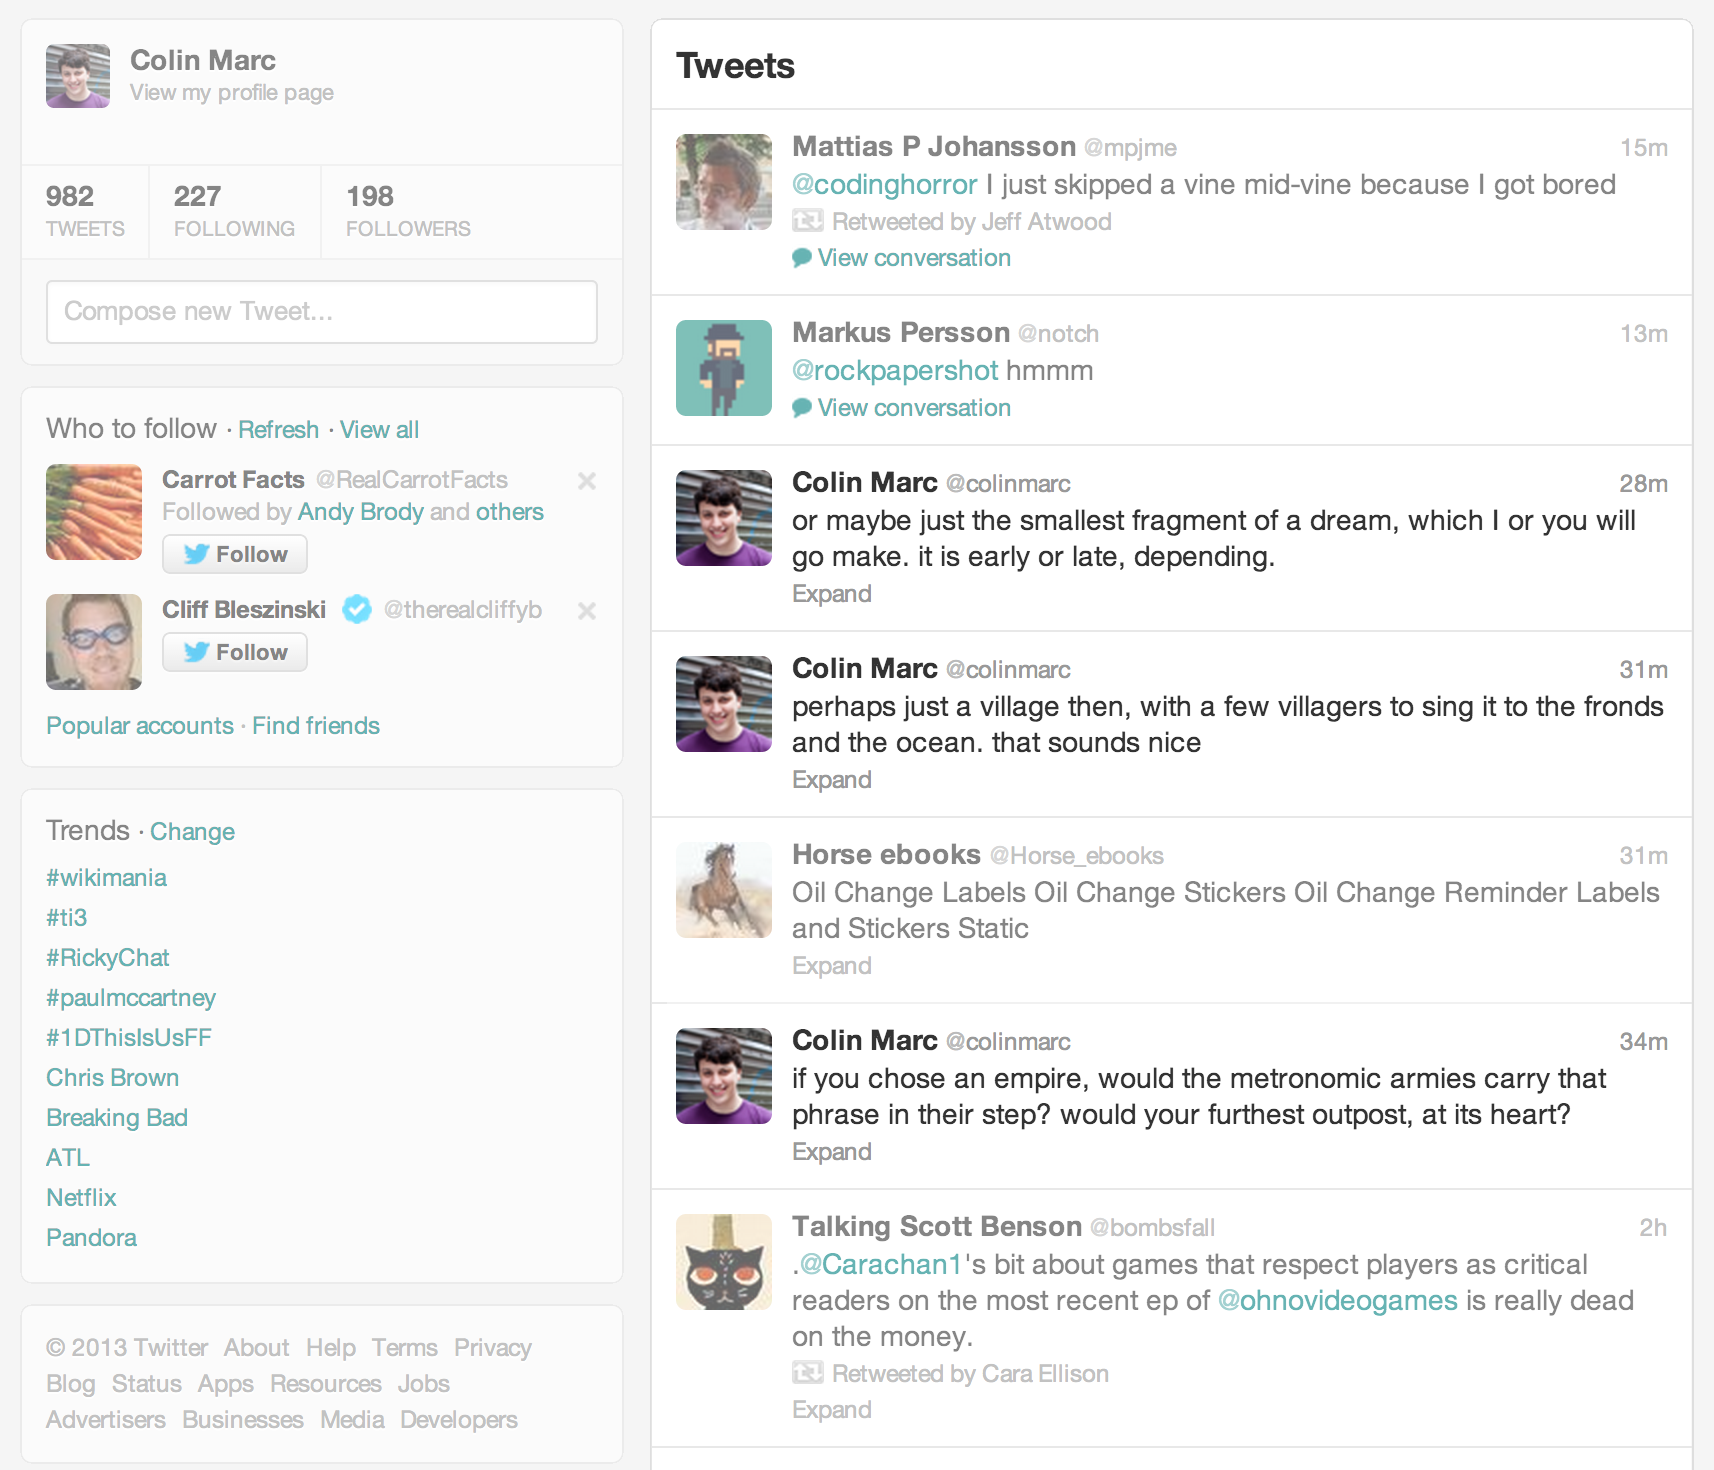 Colin Marc
View my profile page
982
TWEETS
227
FOLLOWING
198
FOLLOWERS
Compose new Tweet...
Who to follow · Refresh · View all
Carrot Facts @RealCarrotFacts
Followed by Andy Brody and others
Follow
Cliff Bleszinski @therealcliffyb
Follow
Popular accounts · Find friends
Trends · Change
#wikimania
#ti3
#RickyChat
#paulmccartney
#1DThisIsUsFF
Chris Brown
Breaking Bad
ATL
Netflix
Pandora
© 2013 Twitter About Help Terms Privacy
Blog Status Apps Resources Jobs
Advertisers Businesses Media Developers
Tweets
Mattias P Johansson @mpjme 15m
@codinghorror I just skipped a vine mid-vine because I got bored
Retweeted by Jeff Atwood
View conversation
Markus Persson @notch 13m
@rockpapershot hmmm
View conversation
Colin Marc @colinmarc 28m
or maybe just the smallest fragment of a dream, which I or you will
go make. it is early or late, depending.
Expand
Colin Marc @colinmarc 31m
perhaps just a village then, with a few villagers to sing it to the fronds
and the ocean. that sounds nice
Expand
Horse ebooks @Horse_ebooks 31m
Oil Change Labels Oil Change Stickers Oil Change Reminder Labels
and Stickers Static
Expand
Colin Marc @colinmarc 34m
if you chose an empire, would the metronomic armies carry that
phrase in their step? would your furthest outpost, at its heart?
Expand
Talking Scott Benson @bombsfall 2h
.@Carachan1's bit about games that respect players as critical
readers on the most recent ep of @ohnovideogames is really dead
on the money.
Retweeted by Cara Ellison
Expand